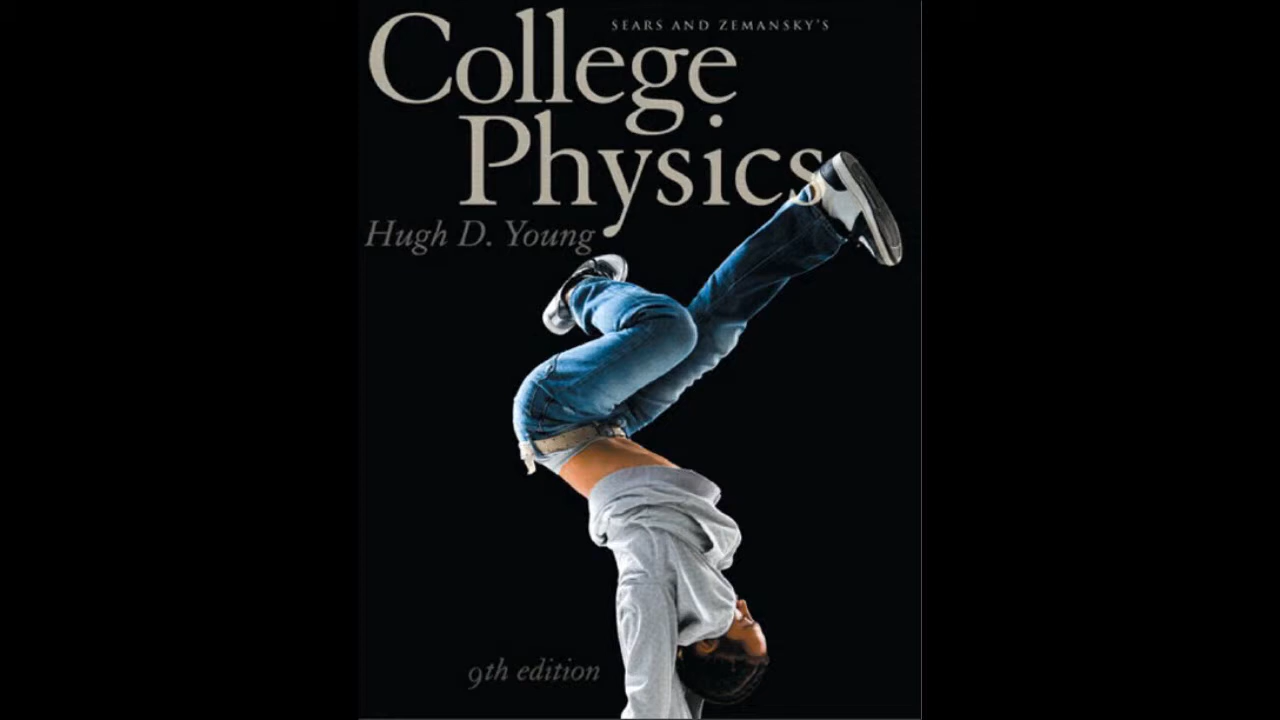 SEARS AND ZEMANSKY'S
College
Physics
Hugh D. Young
9th edition